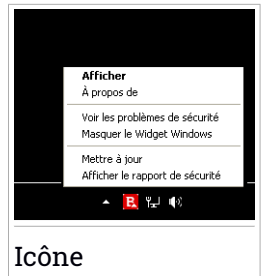 Afficher
À propos de
Voir les problèmes de sécurité
Masquer le Widget Windows
Mettre à jour
Afficher le rapport de sécurité
B
Icône